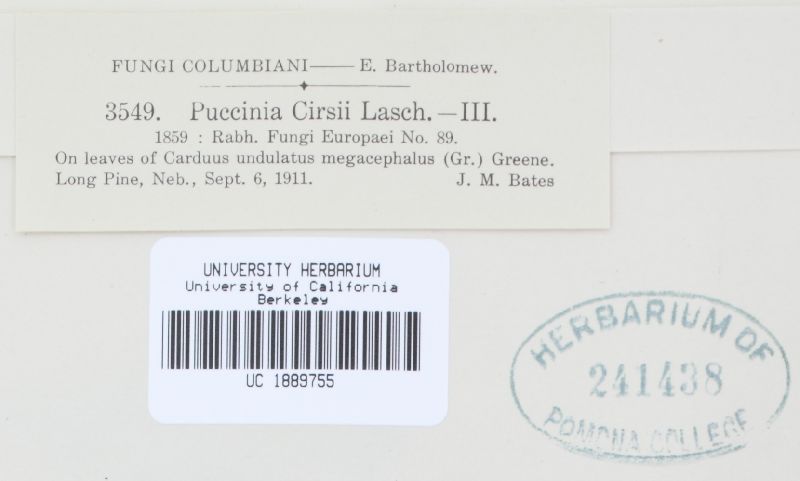 FUNGI COLUMBIANI—— E. Bartholomew.
3549. Puccinia Cirsii Lasch. —III.
1859 : Rabh. Fungi Europaei No. 89.
On leaves of Carduus undulatus megacephalus (Gr.) Greene.
Long Pine, Neb., Sept. 6, 1911. J. M. Bates
UNIVERSITY HERBARIUM
University of California
Berkeley
UC 1889755
HERBARIUM OF
241438
POMONA COLLEGE